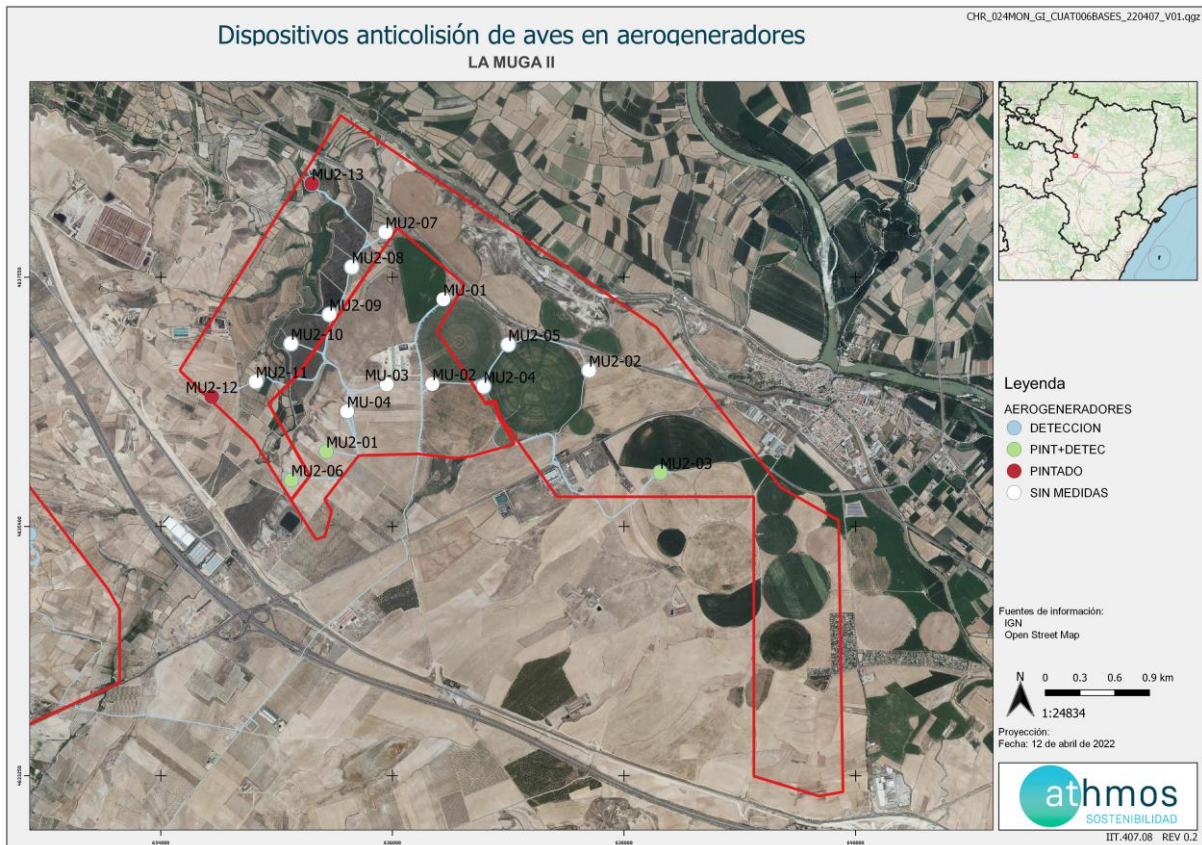 CHR_024MON_GI_CUAT006BASES_220407_V01.qgz
Dispositivos anticolisión de aves en aerogeneradores
LA MUGA II
MU2-13
MU2-07
MU2-08
MU-01
MU2-09
MU2-10
MU2-05
MU2-11
MU2-12
MU-03
MU-02
MU2-04
MU2-02
MU-04
MU2-01
MU2-06
MU2-03
Leyenda
AEROGENERADORES
DETECCION
PINT+DETEC
PINTADO
SIN MEDIDAS
Fuentes de información:
IGN
Open Street Map
N
0 0.3 0.6 0.9 km
1:24834
Proyección:
Fecha: 12 de abril de 2022
athmos
SOSTENIBILIDAD
IIT.407.08 REV 0.2
634000 636000 638000 640000